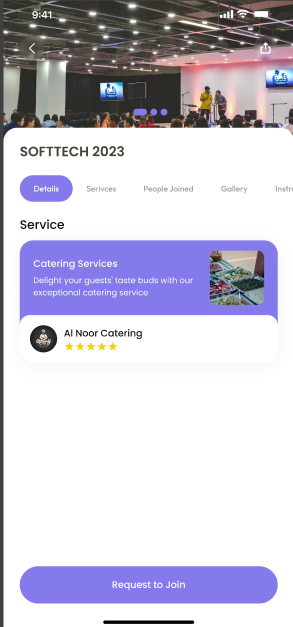 9:41
SOFTTECH 2023
Details Serivces People Joined Gallery Instru
Service
Catering Services
Delight your guests' taste buds with our
exceptional catering service
Al Noor Catering
Request to Join